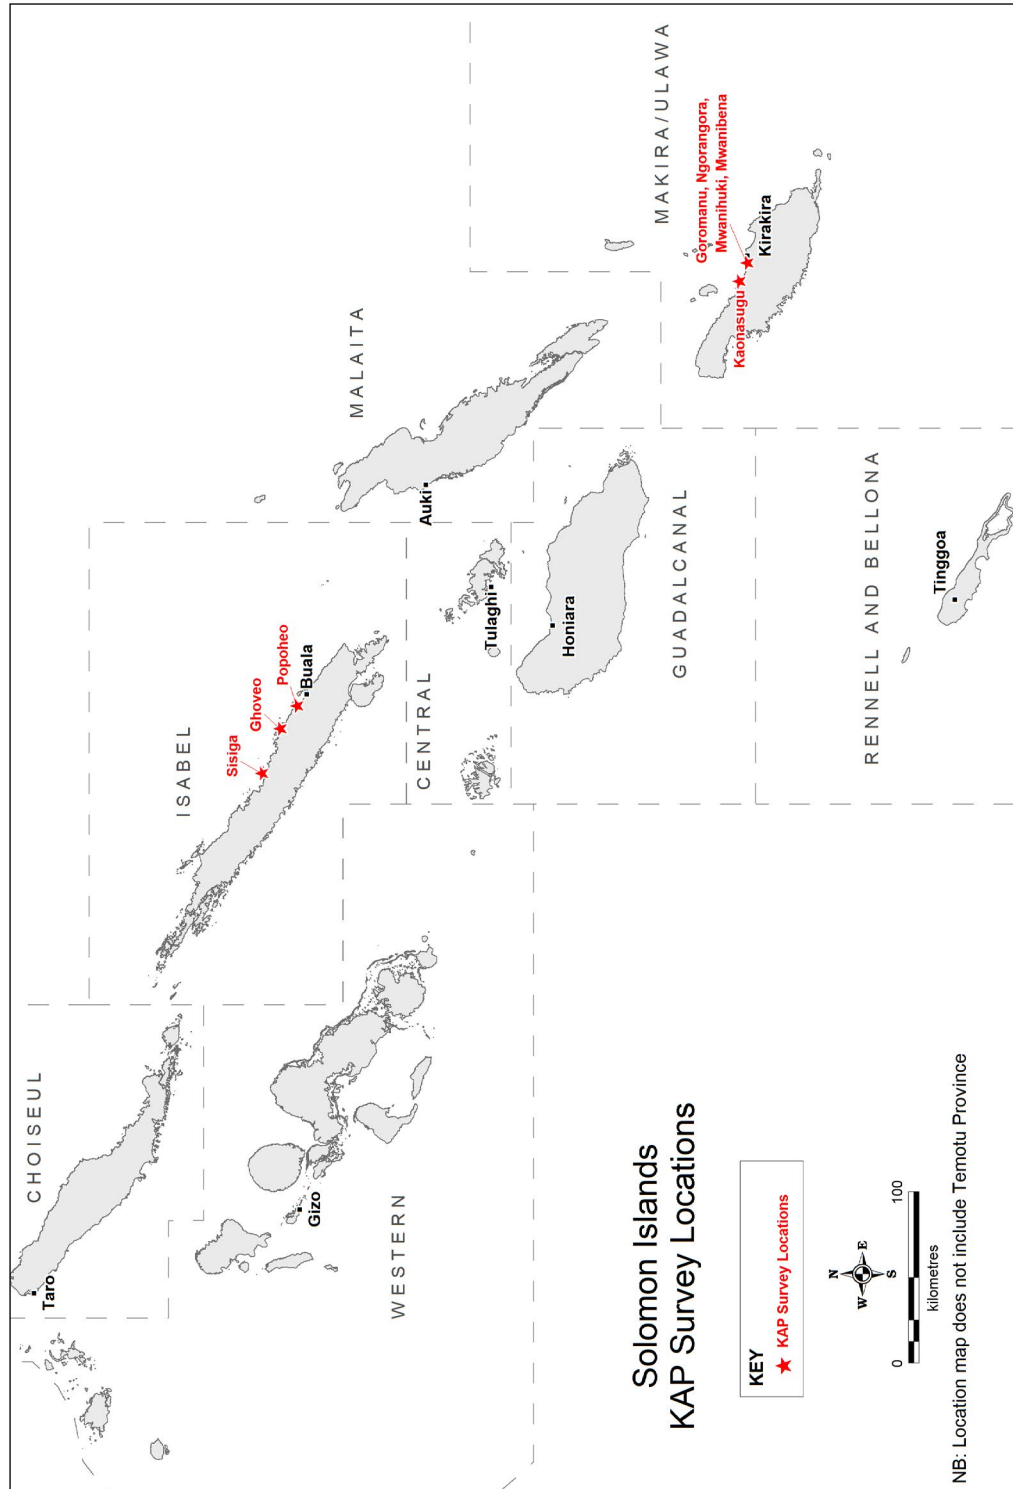 CHOISEUL
Taro
ISABEL
Sisiga
Ghoveo
Popoheo
Buala
MALAITA
Auki
WESTERN
Gizo
CENTRAL
Tulaghi
Honiara
GUADALCANAL
MAKIRA/ULAWA
Goromanu, Ngorangora,
Mwanihuki, Mwanibena
Kaonasugu
Kirakira
RENNELL AND BELLONA
Tinggoa
Solomon Islands
KAP Survey Locations
KEY
KAP Survey Locations
N
W
E
S
0 100
kilometres
NB: Location map does not include Temotu Province